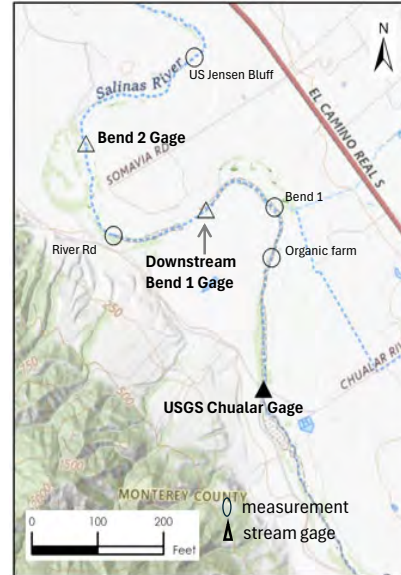 N
Salinas River
US Jensen Bluff
EL CAMINO REAL S
Bend 2 Gage
SOMAVIA RD
Bend 1
River Rd
Organic farm
Downstream
Bend 1 Gage
CHUALAR RIV
USGS Chualar Gage
MONTEREY COUNTY
measurement
stream gage
0 100 200
Feet